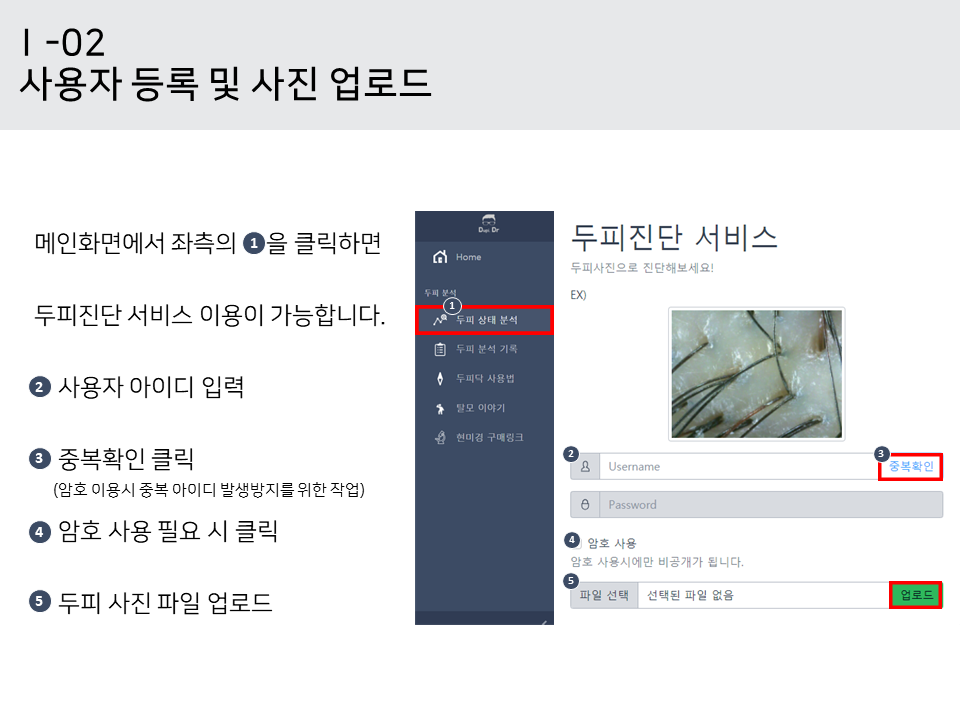 Ⅰ-02
사용자 등록 및 사진 업로드
메인화면에서 좌측의 1을 클릭하면
두피진단 서비스 이용이 가능합니다.
2 사용자 아이디 입력
3 중복확인 클릭
(암호 이용시 중복 아이디 발생방지를 위한 작업)
4 암호 사용 필요 시 클릭
5 두피 사진 파일 업로드
Dupi Dr
Home
두피 분석
1
두피 상태 분석
두피 분석 기록
두피닥 사용법
탈모 이야기
현미경 구매링크
두피진단 서비스
두피사진으로 진단해보세요!
EX)
2 Username 3 중복확인
Password
4 암호 사용
암호 사용시에만 비공개가 됩니다.
5 파일 선택 선택된 파일 없음 업로드